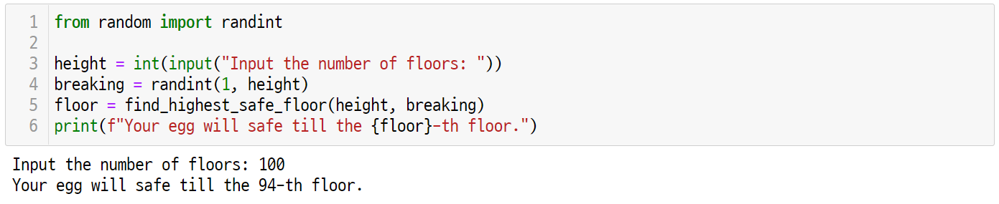 1 from random import randint
2
3 height = int(input("Input the number of floors: "))
4 breaking = randint(1, height)
5 floor = find_highest_safe_floor(height, breaking)
6 print(f"Your egg will safe till the {floor}-th floor.")
Input the number of floors: 100
Your egg will safe till the 94-th floor.